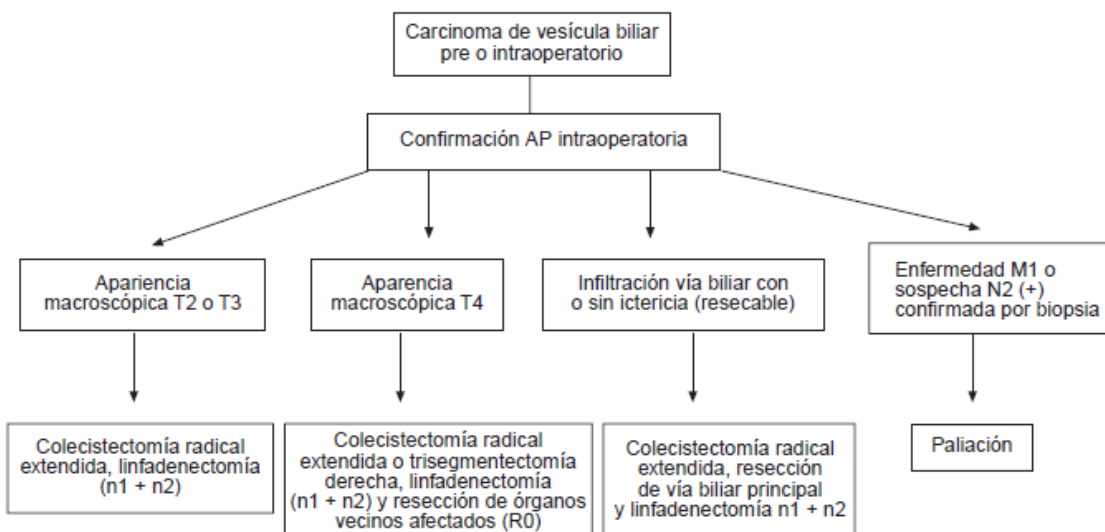 Carcinoma de vesícula biliar
pre o intraoperatorio
Confirmación AP intraoperatoria
Apariencia
macroscópica T2 o T3
Aparencia
macroscópica T4
Infiltración vía biliar con
o sin ictericia (resecable)
Enfermedad M1 o
sospecha N2 (+)
confirmada por biopsia
Colecistectomía radical
extendida, linfadenectomía
(n1 + n2)
Colecistectomía radical
extendida o trisegmentectomía
derecha, linfadenectomía
(n1 + n2) y resección de órganos
vecinos afectados (R0)
Colecistectomía radical
extendida, resección
de vía biliar principal
y linfadenectomía n1 + n2
Paliación